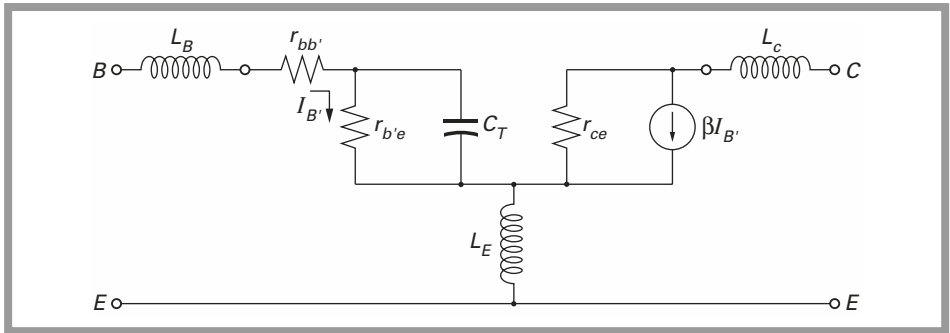 L_B
r_bb'
L_c
B
C
I_B'
r_b'e
C_T
r_ce
βI_B'
L_E
E
E